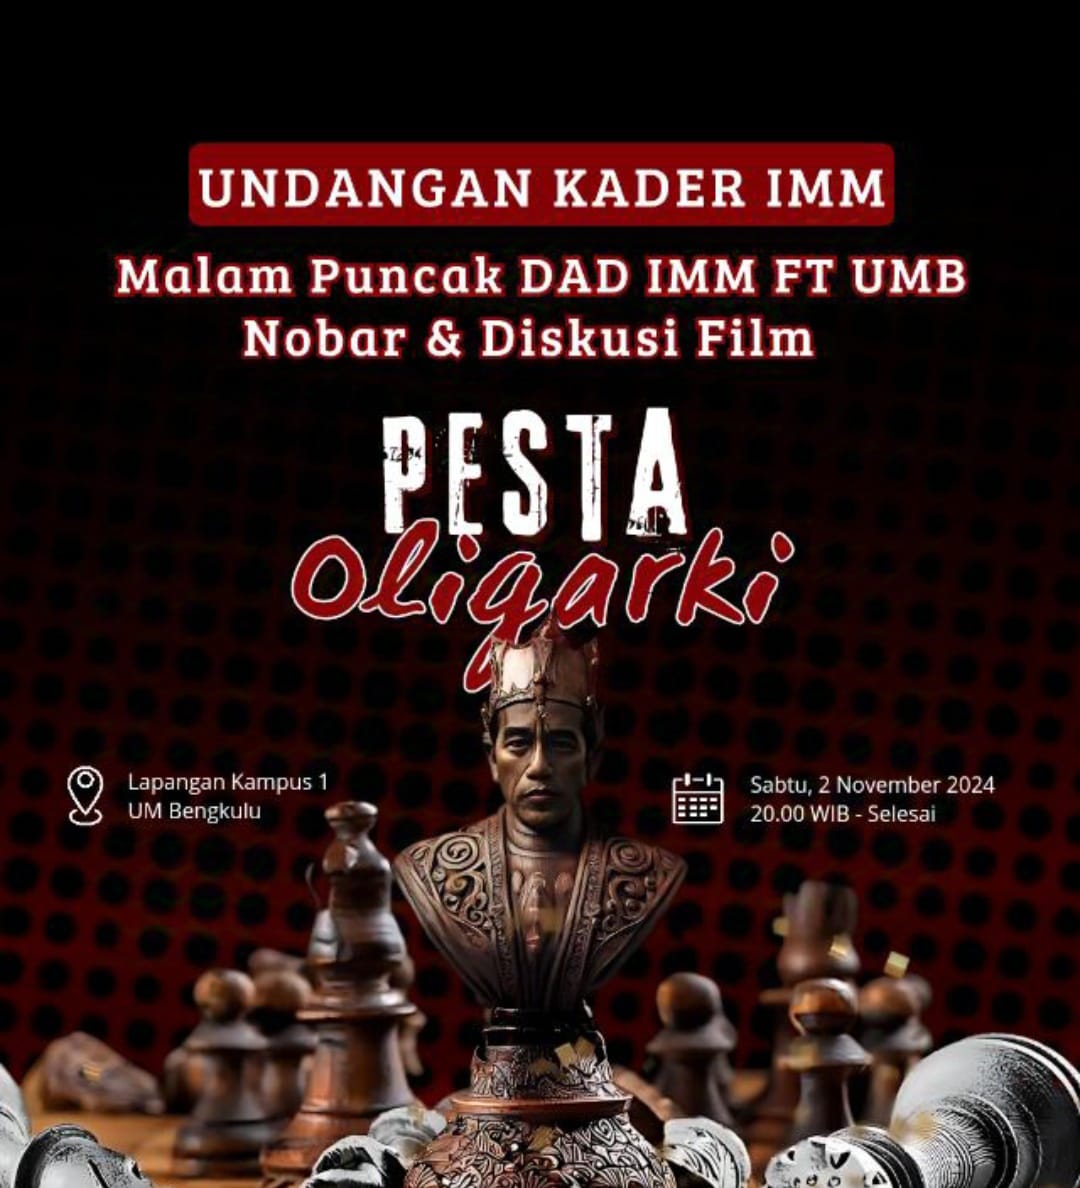 UNDANGAN KADER IMM
Malam Puncak DAD IMM FT UMB
Nobar & Diskusi Film
PESTA
Oligarki
Lapangan Kampus 1
UM Bengkulu
Sabtu, 2 November 2024
20.00 WIB - Selesai